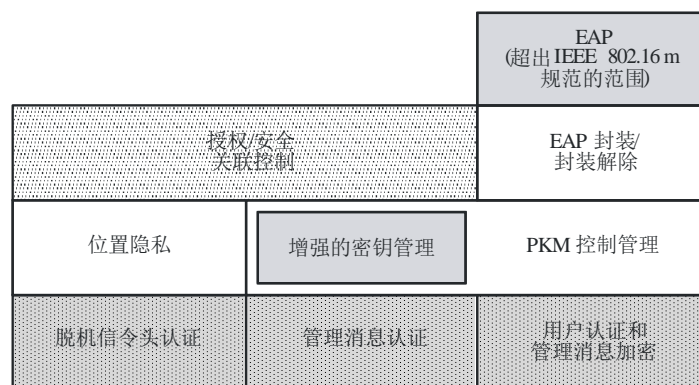 EAP
(超出IEEE 802.16m
规范的范围)
授权/安全
关联控制
EAP 封装/
封装解除
位置隐私
增强的密钥管理
PKM 控制管理
脱机信令头认证
管理消息认证
用户认证和
管理消息加密